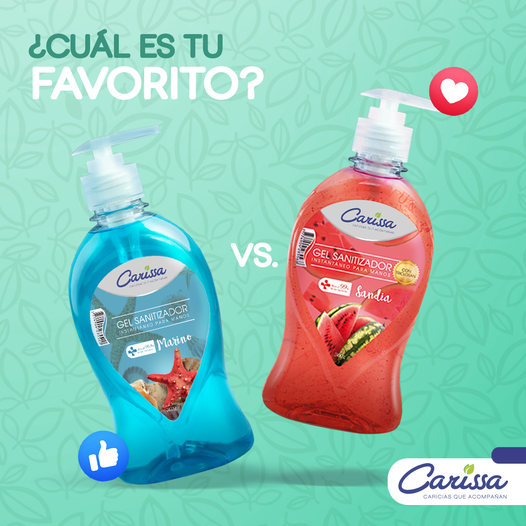 ¿CUÁL ES TU
FAVORITO?
Carissa
GEL SANITIZADOR
INSTANTÁNEO PARA MANOS
Marino
VS.
Carissa
GEL SANITIZADOR
INSTANTÁNEO PARA MANOS
Sandía
Carissa
CARICIAS QUE ACOMPAÑAN